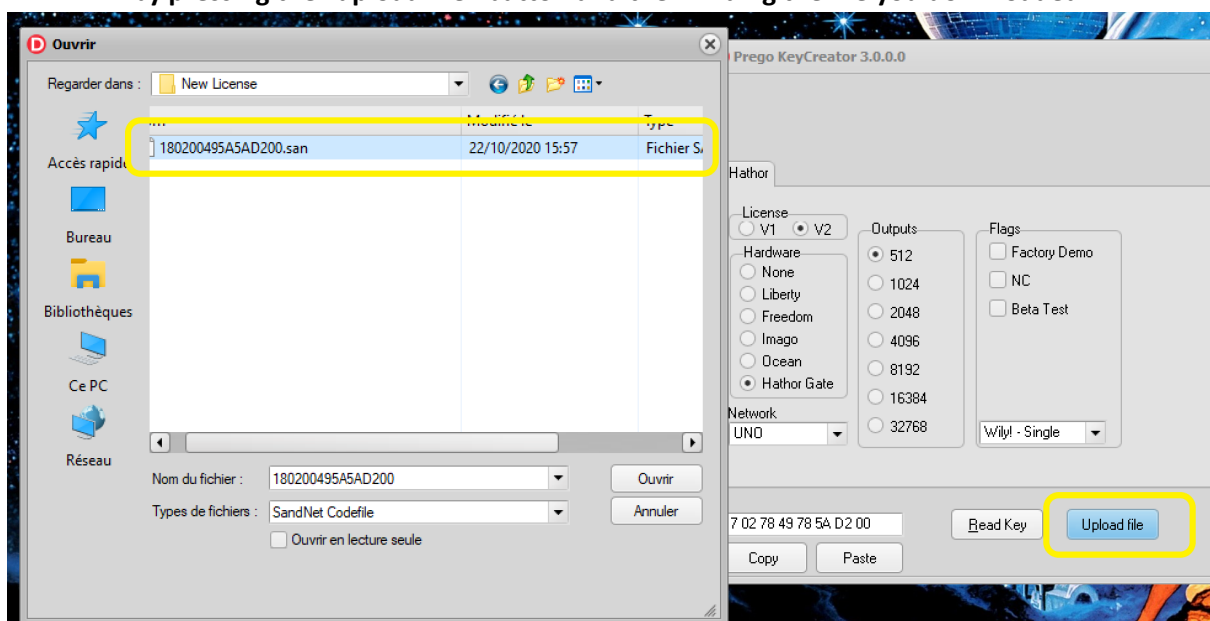 Ouvrir
Regarder dans :
New License
Modifié le
Type
180200495A5AD200.san
22/10/2020 15:57
Fichier
Accès rapide
Bureau
Bibliothèques
Ce PC
Réseau
Nom du fichier :
180200495A5AD200
Ouvrir
Types de fichiers :
SandNet Codefile
Annuler
Ouvrir en lecture seule
Prego KeyCreator 3.0.0.0
Hathor
License
V1
V2
Hardware
None
Liberty
Freedom
Imago
Ocean
Hathor Gate
Network
UNO
Outputs
512
1024
2048
4096
8192
16384
32768
Flags
Factory Demo
NC
Beta Test
Wily! - Single
7 02 78 49 78 5A D2 00
Read Key
Upload file
Copy
Paste